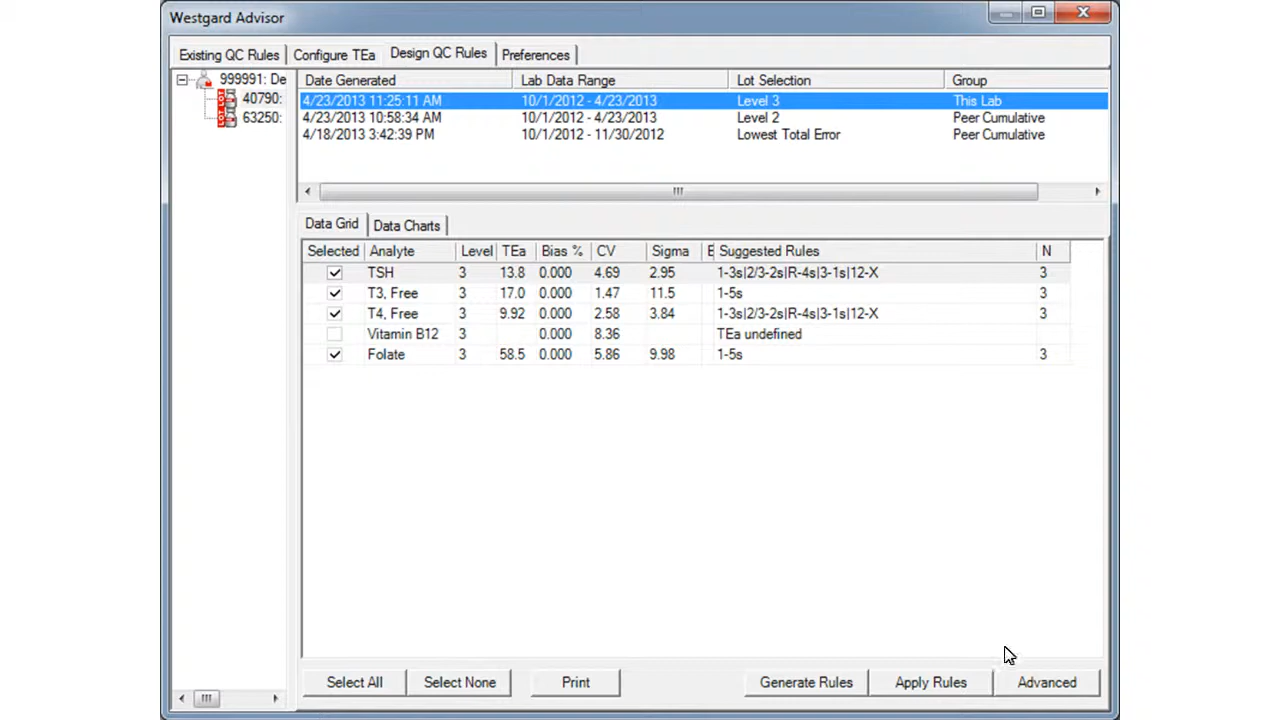 Westgard Advisor
Existing QC Rules Configure TEa Design QC Rules Preferences
999991: De
40790:
63250:
Date Generated Lab Data Range Lot Selection Group
4/23/2013 11:25:11 AM 10/1/2012 - 4/23/2013 Level 3 This Lab
4/23/2013 10:58:34 AM 10/1/2012 - 4/23/2013 Level 2 Peer Cumulative
4/18/2013 3:42:39 PM 10/1/2012 - 11/30/2012 Lowest Total Error Peer Cumulative
Data Grid Data Charts
Selected Analyte Level TEa Bias % CV Sigma E Suggested Rules N
TSH 3 13.8 0.000 4.69 2.95 1-3s|2/3-2s|R-4s|3-1s|12-X 3
T3, Free 3 17.0 0.000 1.47 11.5 1-5s 3
T4, Free 3 9.92 0.000 2.58 3.84 1-3s|2/3-2s|R-4s|3-1s|12-X 3
Vitamin B12 3 0.000 8.36 TEa undefined
Folate 3 58.5 0.000 5.86 9.98 1-5s 3
Select All Select None Print Generate Rules Apply Rules Advanced